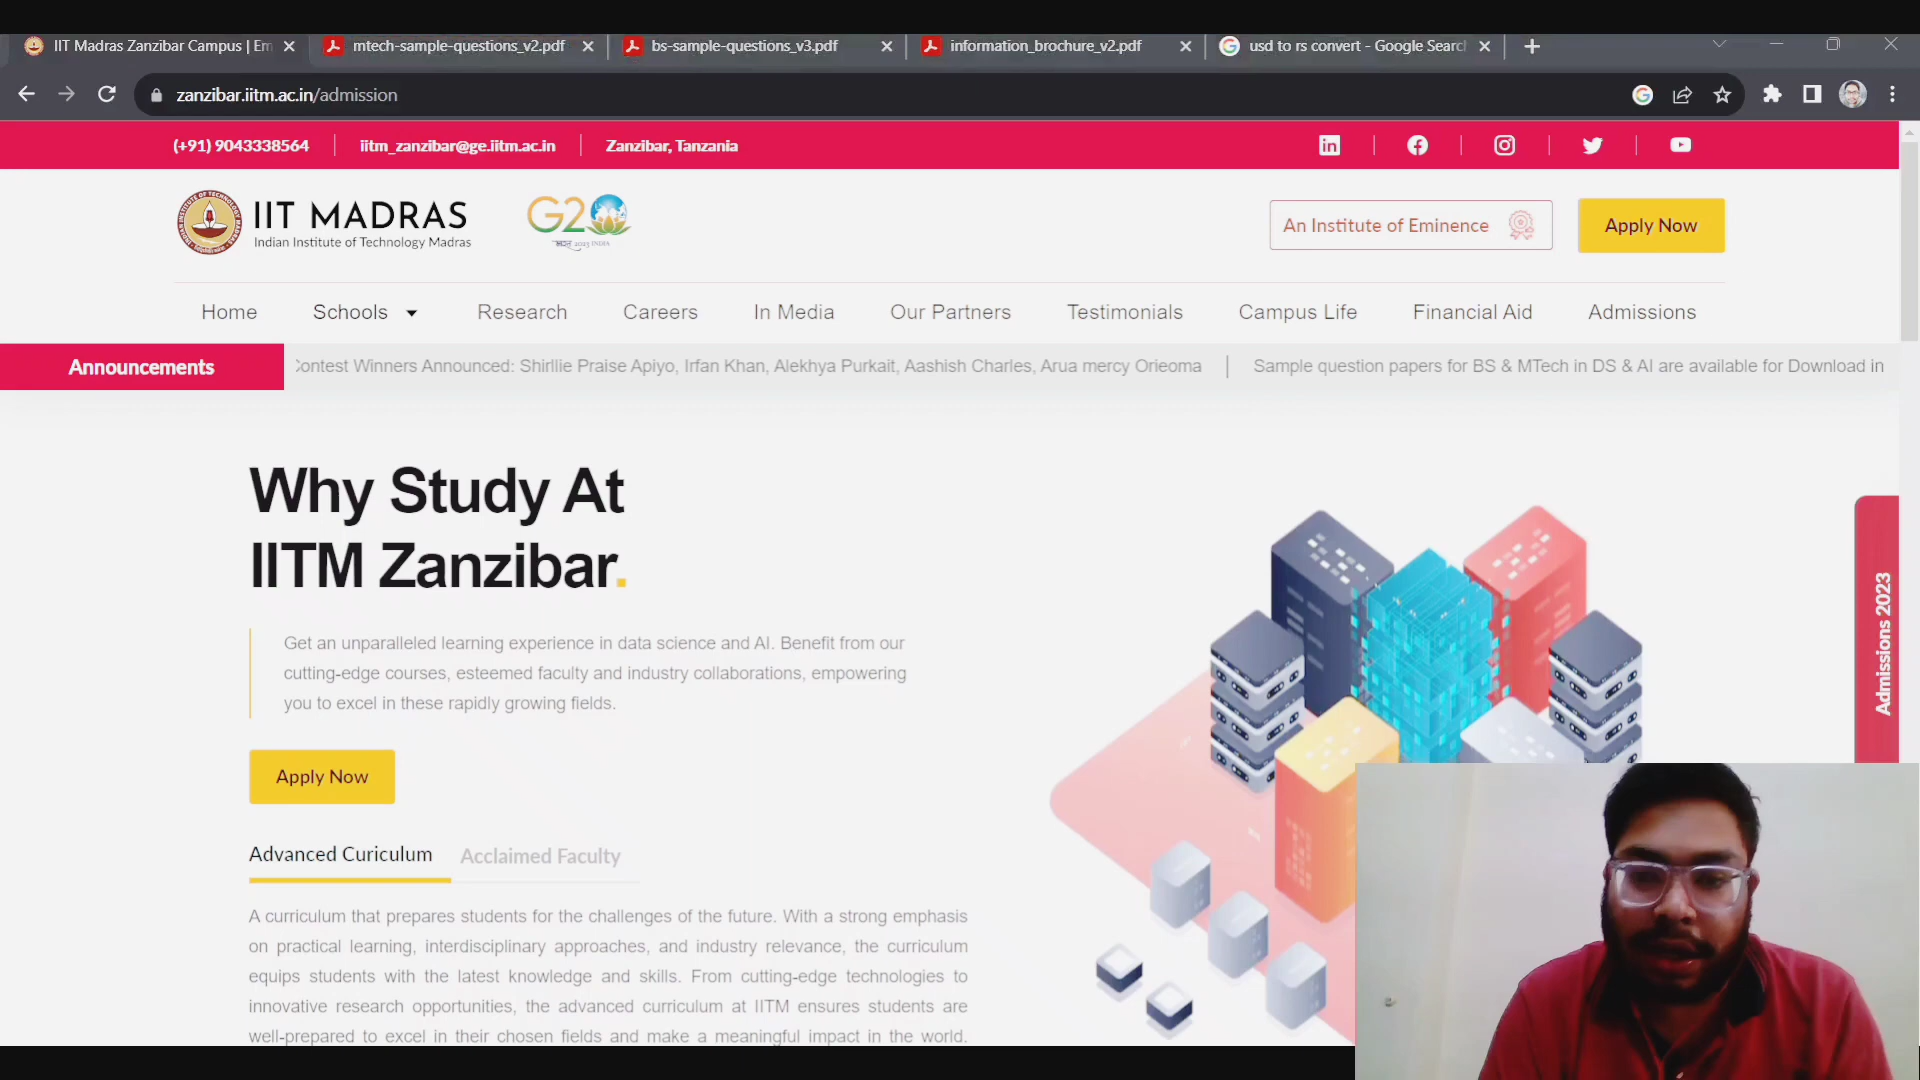 IIT Madras Zanzibar Campus | Em
mtech-sample-questions_v2.pdf
bs-sample-questions_v3.pdf
information_brochure_v2.pdf
usd to rs convert - Google Searc
zanzibar.iitm.ac.in/admission
(+91) 9043338564
iitm_zanzibar@ge.iitm.ac.in
Zanzibar, Tanzania
IIT MADRAS
Indian Institute of Technology Madras
G20
2023 INDIA
An Institute of Eminence
Apply Now
Home
Schools
Research
Careers
In Media
Our Partners
Testimonials
Campus Life
Financial Aid
Admissions
Announcements
Contest Winners Announced: Shirllie Praise Apiyo, Irfan Khan, Alekhya Purkait, Aashish Charles, Arua mercy Orieoma
Sample question papers for BS & MTech in DS & AI are available for Download in
Why Study At
IITM Zanzibar.
Get an unparalleled learning experience in data science and AI. Benefit from our
cutting-edge courses, esteemed faculty and industry collaborations, empowering
you to excel in these rapidly growing fields.
Apply Now
Admissions 2023
Advanced Curiculum
Acclaimed Faculty
A curriculum that prepares students for the challenges of the future. With a strong emphasis
on practical learning, interdisciplinary approaches, and industry relevance, the curriculum
equips students with the latest knowledge and skills. From cutting-edge technologies to
innovative research opportunities, the advanced curriculum at IITM ensures students are
well-prepared to excel in their chosen fields and make a meaningful impact in the world.